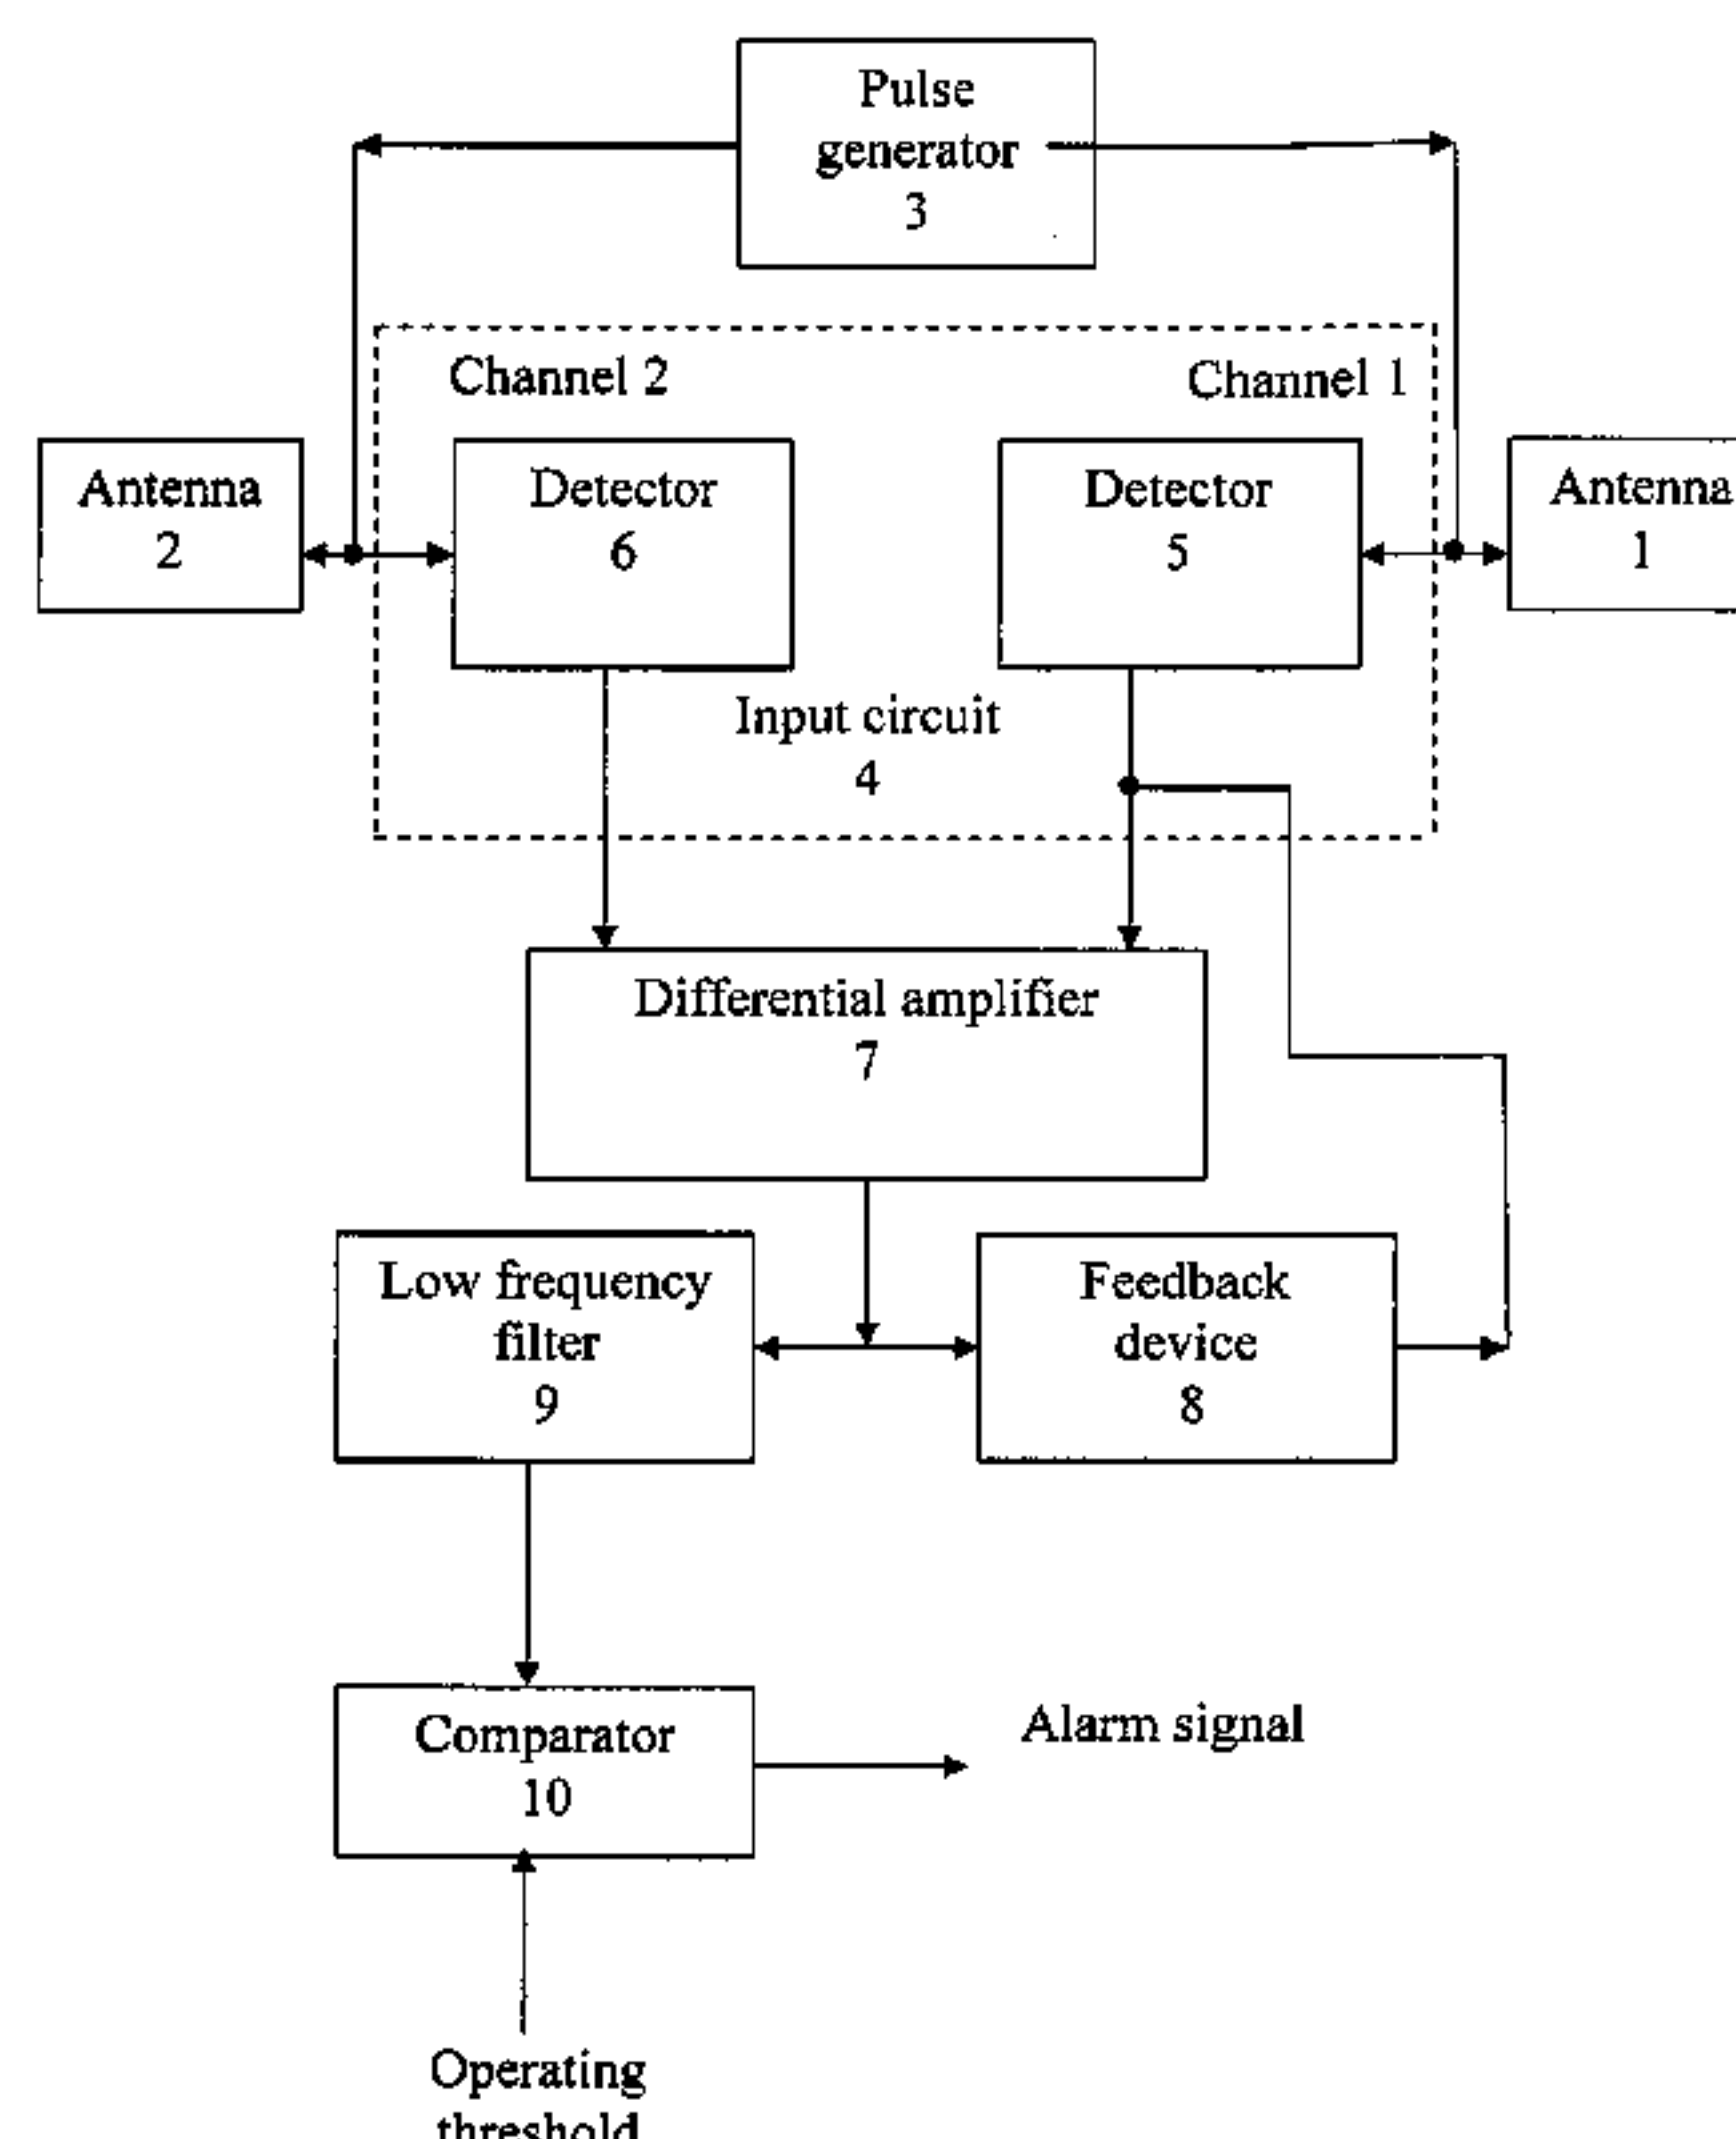 Pulse
generator
3
Channel 2
Channel 1
Antenna
2
Detector
6
Detector
5
Antenna
1
Input circuit
4
Differential amplifier
7
Low frequency
filter
9
Feedback
device
8
Comparator
10
Alarm signal
Operating
threshold